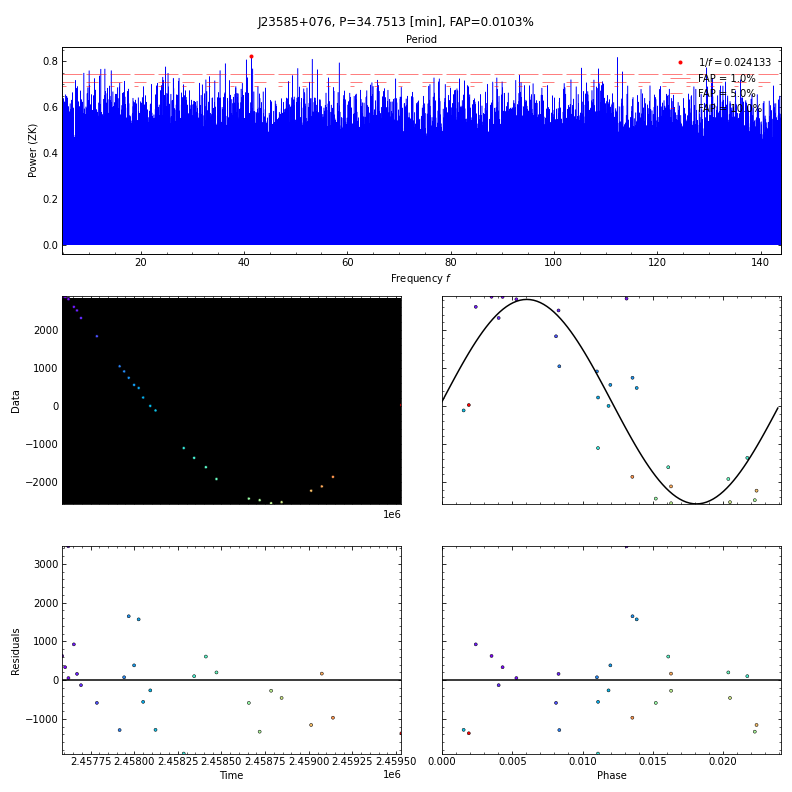 J23585+076, P=34.7513 [min], FAP=0.0103%
Period
0.8
0.6
0.4
0.2
0.0
Power (ZK)
1/f = 0.024133
FAP = 1.0%
FAP = 5.0%
20 40 60 80 100 120 140
Frequency f
2000
1000
0
−1000
−2000
Data
1e6
3000
2000
1000
0
−1000
Residuals
2.45775 2.45800 2.45825 2.45850 2.45875 2.45900 2.45925 2.45950
Time
1e6
0.000 0.005 0.010 0.015 0.020
Phase